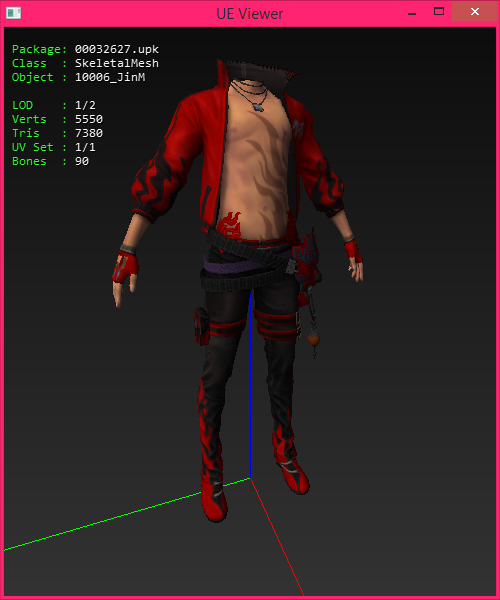 UE Viewer
Package: 00032627.upk
Class : SkeletalMesh
Object : 10006_JinM
LOD : 1/2
Verts : 5550
Tris : 7380
UV Set : 1/1
Bones : 90